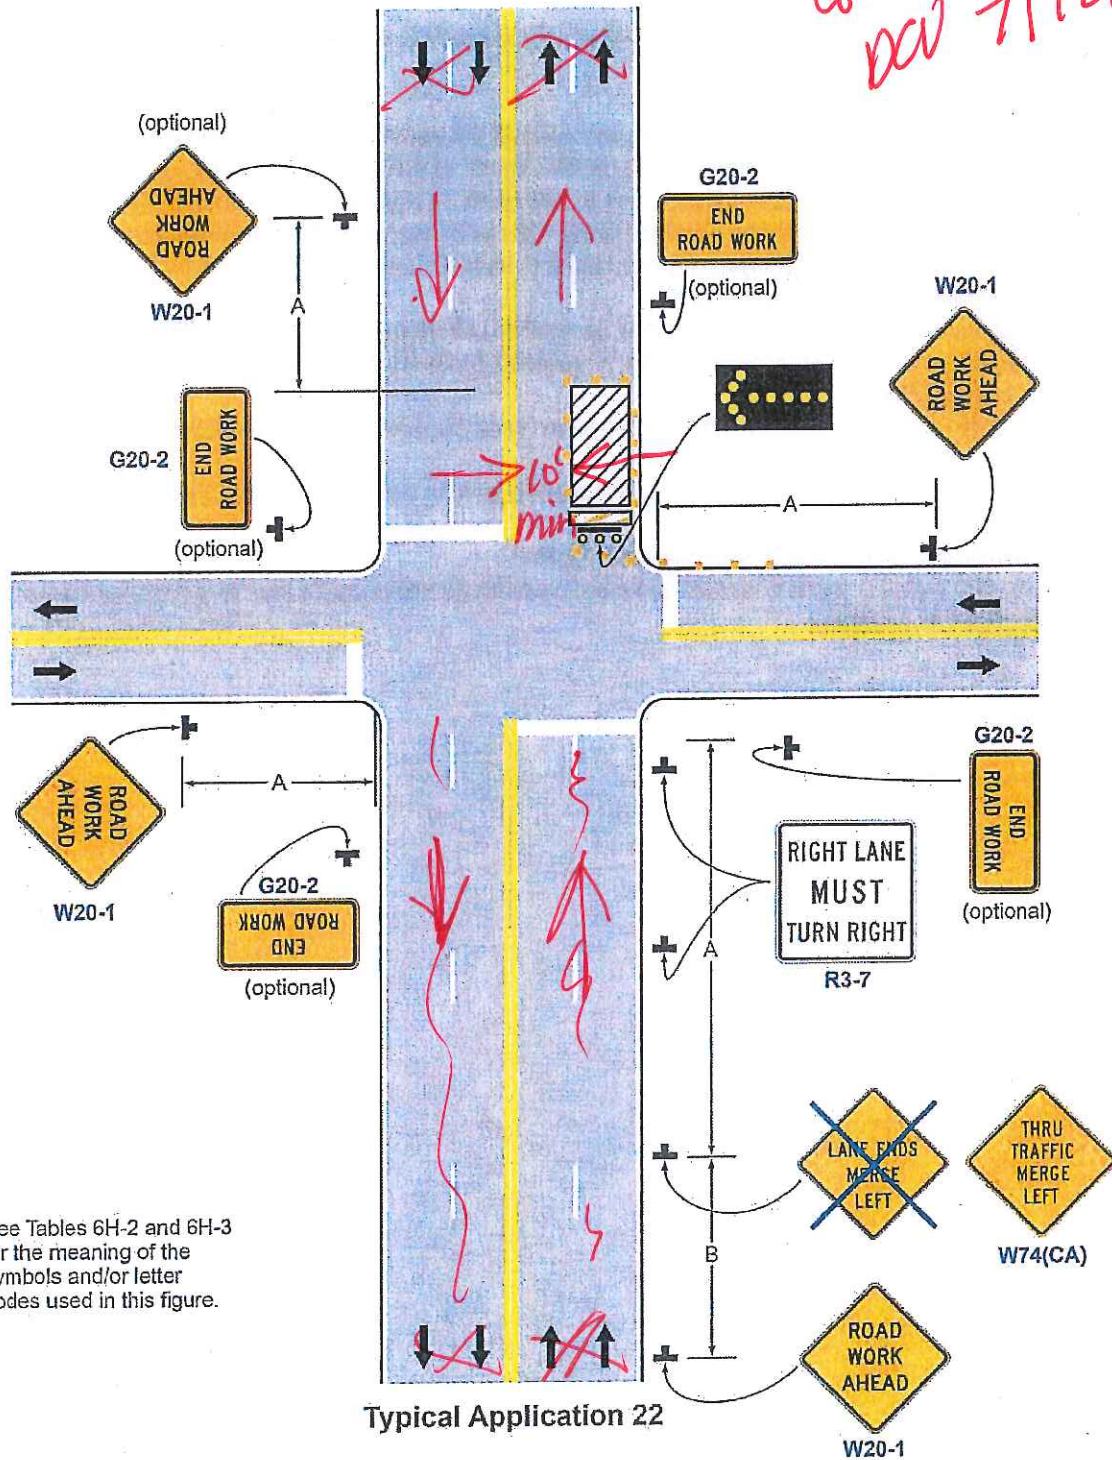 DCV
(optional)
ROAD
WORK
AHEAD
W20-1
A
G20-2
END
ROAD WORK
(optional)
W20-1
ROAD
WORK
AHEAD
G20-2
END
ROAD WORK
(optional)
10'
min
A
A
ROAD
WORK
AHEAD
W20-1
G20-2
END
ROAD WORK
(optional)
RIGHT LANE
MUST
TURN RIGHT
R3-7
A
G20-2
END
ROAD WORK
(optional)
LANE ENDS
MERGE
LEFT
THRU
TRAFFIC
MERGE
LEFT
W74(CA)
B
ee Tables 6H-2 and 6H-3
r the meaning of the
ymbols and/or letter
odes used in this figure.
ROAD
WORK
AHEAD
W20-1
Typical Application 22